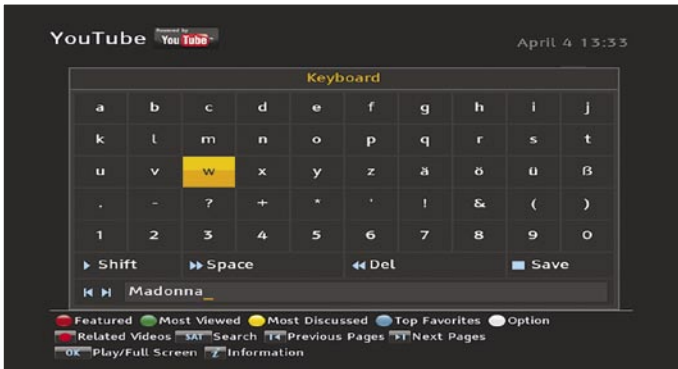 YouTube Powered by YouTube April 4 13:33
Keyboard
a b c d e f g h i j
k l m n o p q r s t
u v w x y z ä ö ü ß
. - ? + * ' ! & ( )
1 2 3 4 5 6 7 8 9 0
Shift Space Del Save
Madonna_
Featured Most Viewed Most Discussed Top Favorites Option
Related Videos SAT Search Previous Pages Next Pages
OK Play/Full Screen Z Information